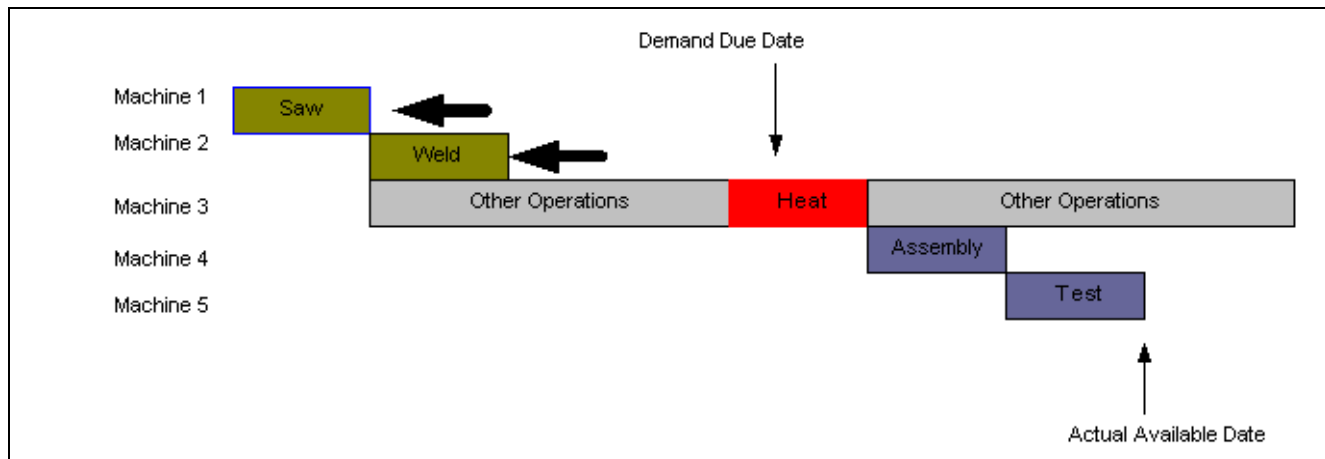 Demand Due Date
Machine 1
Saw
Machine 2
Weld
Machine 3
Other Operations
Heat
Other Operations
Machine 4
Assembly
Machine 5
Test
Actual Available Date